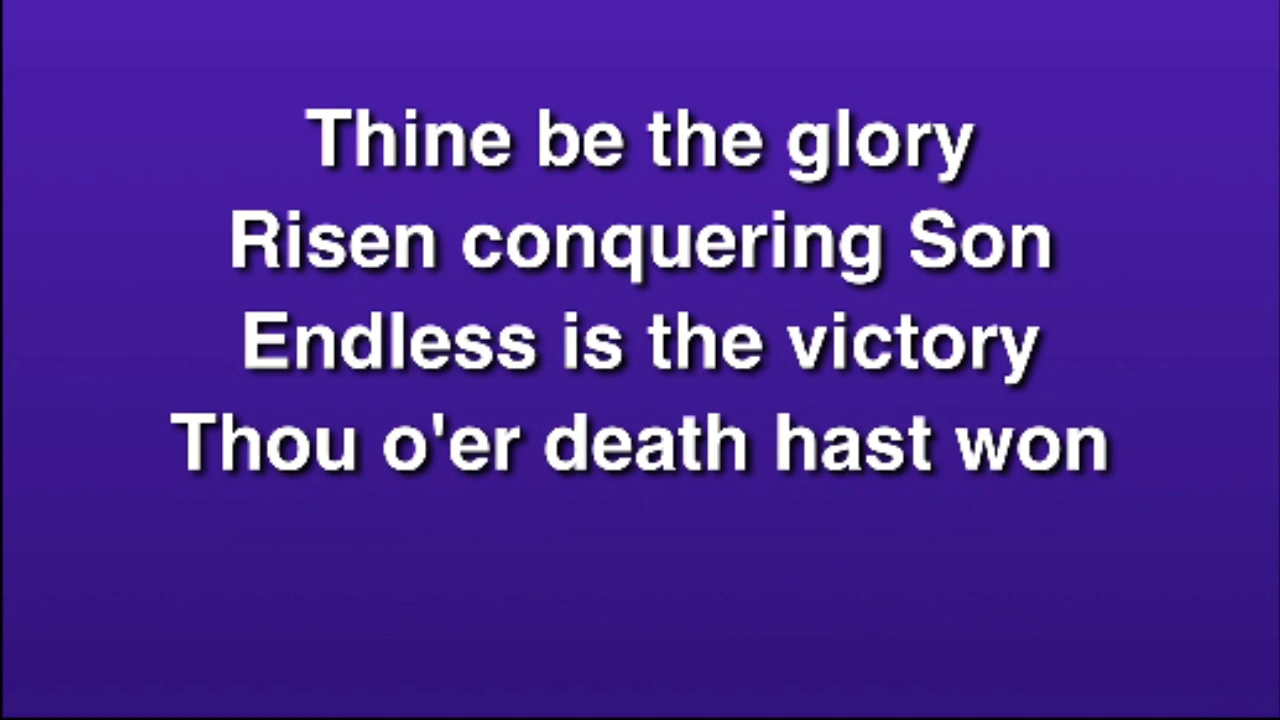 Thine be the glory
Risen conquering Son
Endless is the victory
Thou o'er death hast won